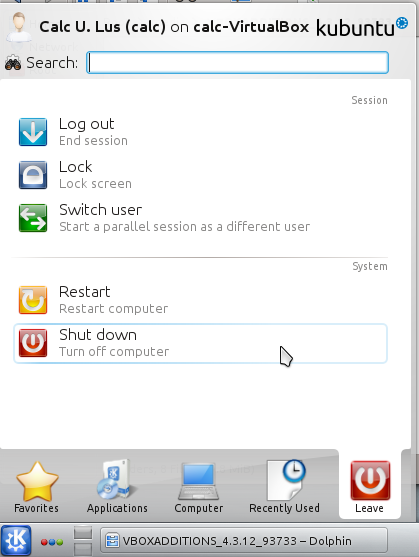 Calc U. Lus (calc) on calc-VirtualBox kubuntu
Search:
Session
Log out
End session
Lock
Lock screen
Switch user
Start a parallel session as a different user
System
Restart
Restart computer
Shut down
Turn off computer
Favorites Applications Computer Recently Used Leave
VBOXADDITIONS_4.3.12_93733 – Dolphin